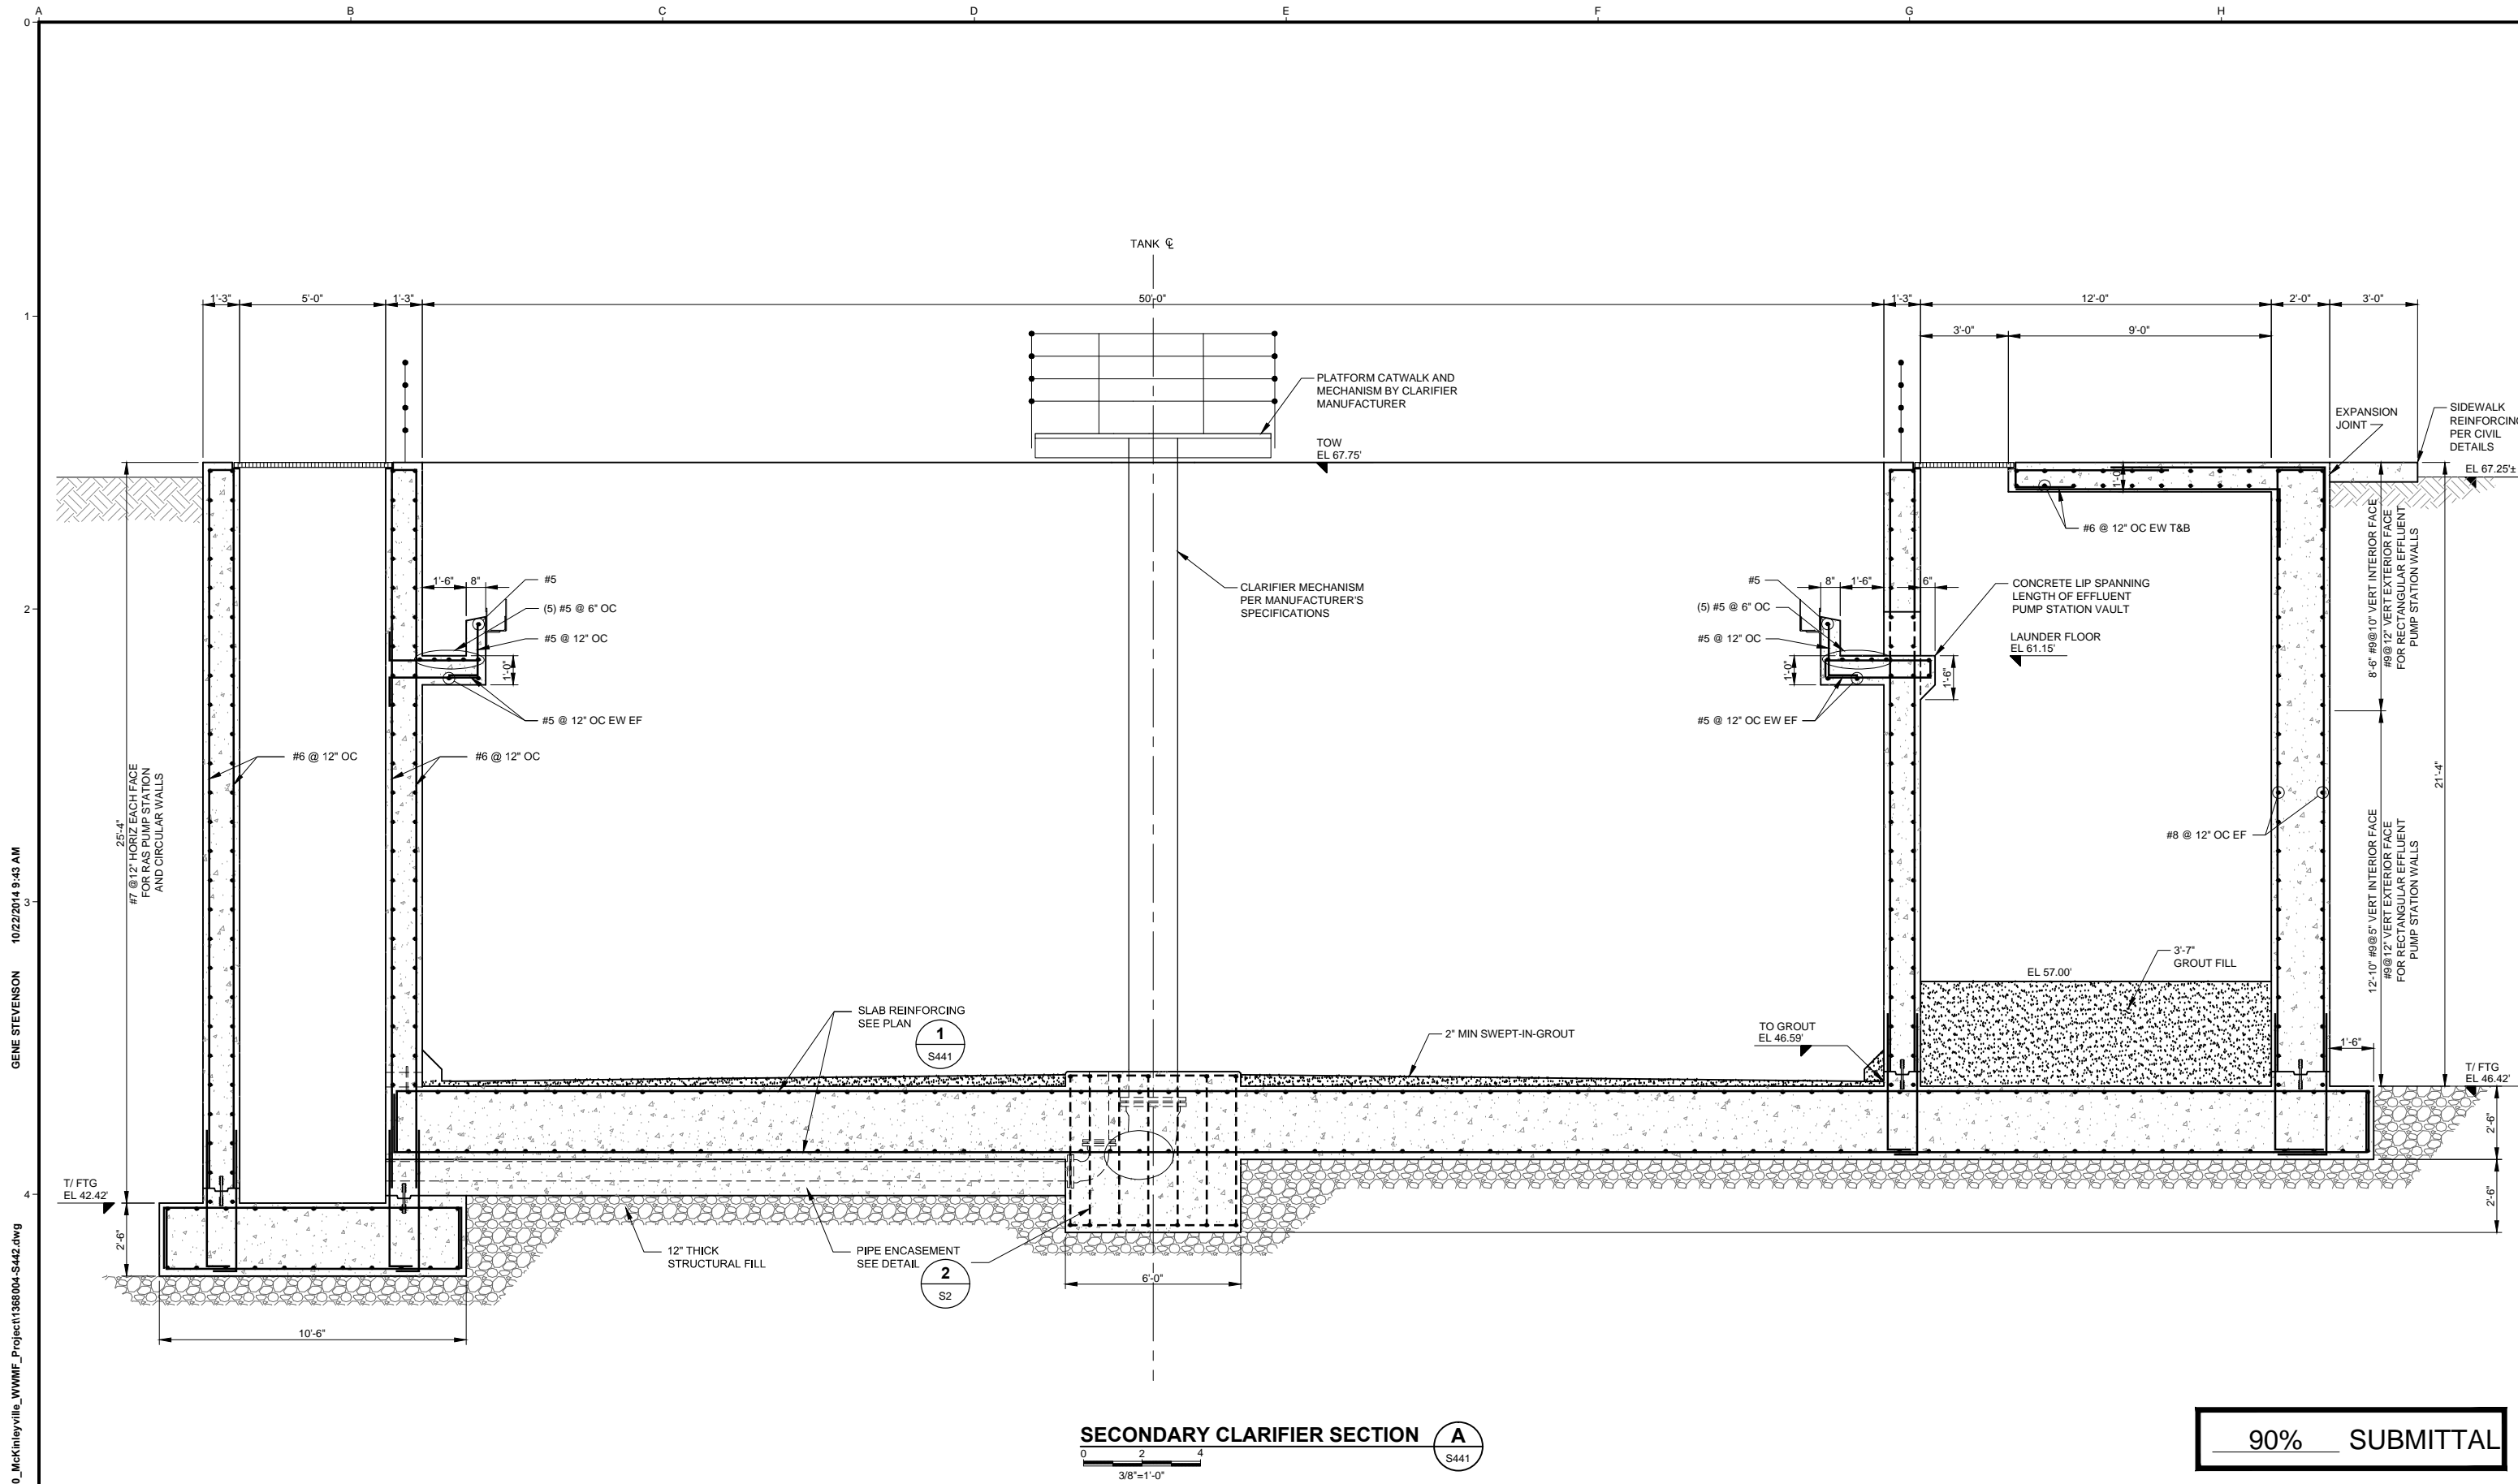 A
B
C
D
E
F
G
H
0
1
2
3
4
TANK ℄
1'-3"
5'-0"
1'-3"
50'-0"
1'-3"
12'-0"
2'-0"
3'-0"
3'-0"
9'-0"
PLATFORM CATWALK AND
MECHANISM BY CLARIFIER
MANUFACTURER
TOW
EL 67.75'
EXPANSION
JOINT
SIDEWALK
REINFORCING
PER CIVIL
DETAILS
EL 67.25'±
1'-0"
#6 @ 12" OC EW T&B
1'-6"
8"
#5
(5) #5 @ 6" OC
#5 @ 12" OC
1'-0"
#5 @ 12" OC EW EF
CLARIFIER MECHANISM
PER MANUFACTURER'S
SPECIFICATIONS
#5
8"
1'-6"
6"
(5) #5 @ 6" OC
#5 @ 12" OC
1'-0"
1'-6"
#5 @ 12" OC EW EF
CONCRETE LIP SPANNING
LENGTH OF EFFLUENT
PUMP STATION VAULT
LAUNDER FLOOR
EL 61.15'
8'-6" #9@10" VERT INTERIOR FACE
#9@12" VERT EXTERIOR FACE
FOR RECTANGULAR EFFLUENT
PUMP STATION WALLS
#6 @ 12" OC
#6 @ 12" OC
25'-4"
#7 @12" HORIZ EACH FACE
FOR RAS PUMP STATION
AND CIRCULAR WALLS
21'-4"
#8 @ 12" OC EF
12'-10" #9@5" VERT INTERIOR FACE
#9@12" VERT EXTERIOR FACE
FOR RECTANGULAR EFFLUENT
PUMP STATION WALLS
EL 57.00'
3'-7"
GROUT FILL
SLAB REINFORCING
SEE PLAN
1
S441
2" MIN SWEPT-IN-GROUT
TO GROUT
EL 46.59'
1'-6"
T/ FTG
EL 46.42'
2'-6"
2'-6"
T/ FTG
EL 42.42'
2'-6"
12" THICK
STRUCTURAL FILL
PIPE ENCASEMENT
SEE DETAIL
2
S2
6'-0"
10'-6"
SECONDARY CLARIFIER SECTION
A
S441
0
2
4
3/8"=1'-0"
90% SUBMITTAL
GENE STEVENSON 10/22/2014 9:43 AM
0_McKinleyville_WWMF_Project\1368004-S442.dwg